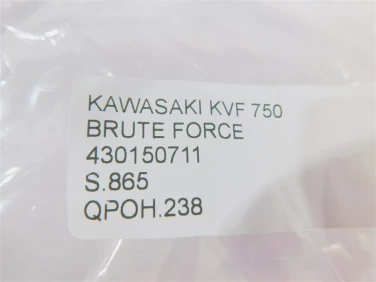 KAWASAKI KVF 750
BRUTE FORCE
430150711
S.865
QPOH.238